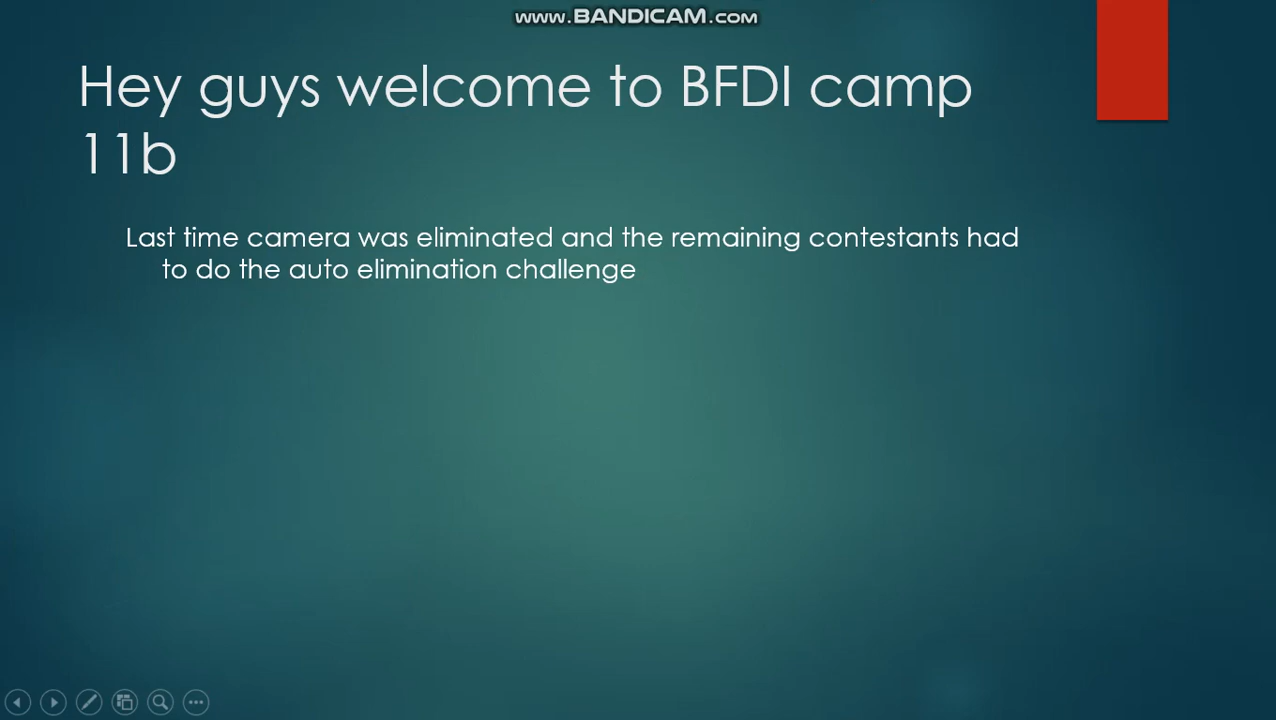 www.BANDICAM.com
Hey guys welcome to BFDI camp
11b
Last time camera was eliminated and the remaining contestants had
to do the auto elimination challenge